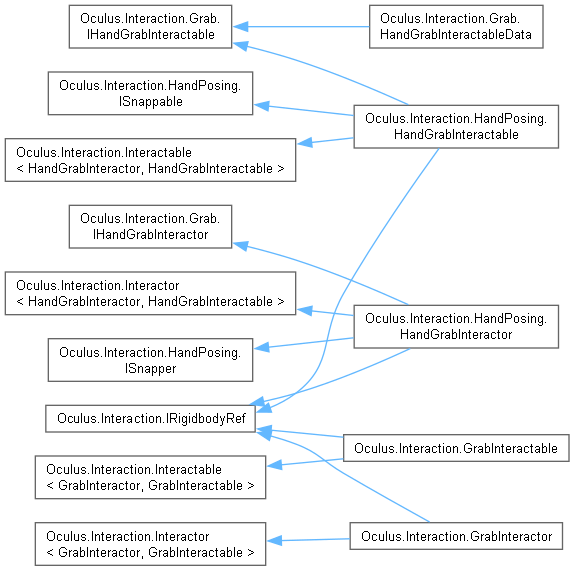 Oculus.Interaction.Grab.
IHandGrabInteractable
Oculus.Interaction.Grab.
HandGrabInteractableData
Oculus.Interaction.HandPosing.
ISnappable
Oculus.Interaction.HandPosing.
HandGrabInteractable
Oculus.Interaction.Interactable
< HandGrabInteractor, HandGrabInteractable >
Oculus.Interaction.Grab.
IHandGrabInteractor
Oculus.Interaction.Interactor
< HandGrabInteractor, HandGrabInteractable >
Oculus.Interaction.HandPosing.
HandGrabInteractor
Oculus.Interaction.HandPosing.
ISnapper
Oculus.Interaction.IRigidbodyRef
Oculus.Interaction.GrabInteractable
Oculus.Interaction.Interactable
< GrabInteractor, GrabInteractable >
Oculus.Interaction.Interactor
< GrabInteractor, GrabInteractable >
Oculus.Interaction.GrabInteractor